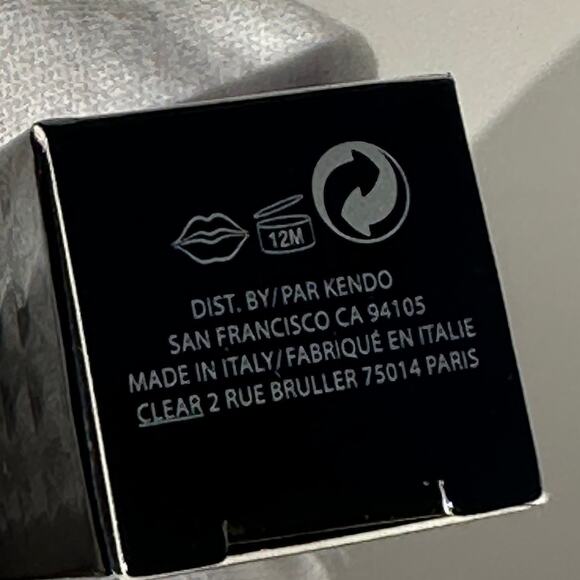 12M
DIST. BY/PAR KENDO
SAN FRANCISCO CA 94105
MADE IN ITALY/FABRIQUÉ EN ITALIE
CLEAR 2 RUE BRULLER 75014 PARIS